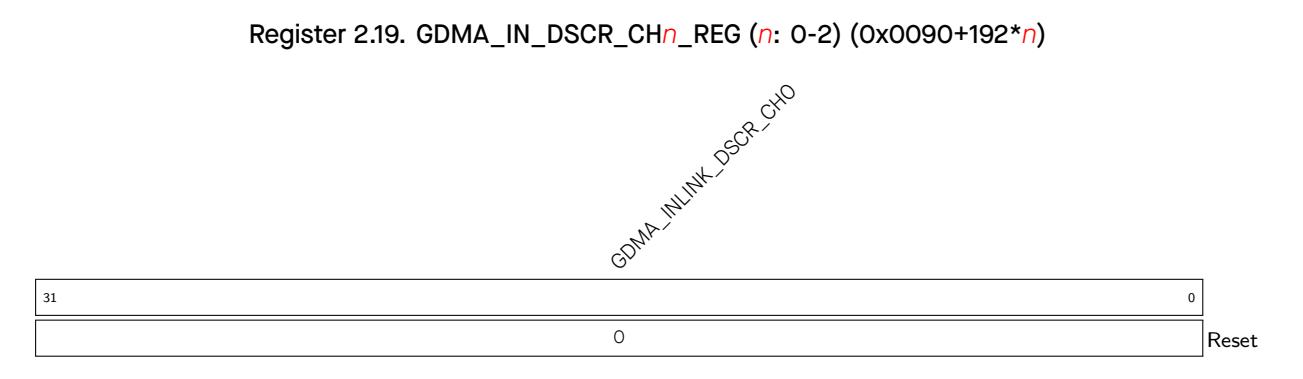 Register 2.19. GDMA_IN_DSCR_CHn_REG (n: 0-2) (0x0090+192*n)
GDMA_INLINK_DSCR_CH0
31 0
0 Reset